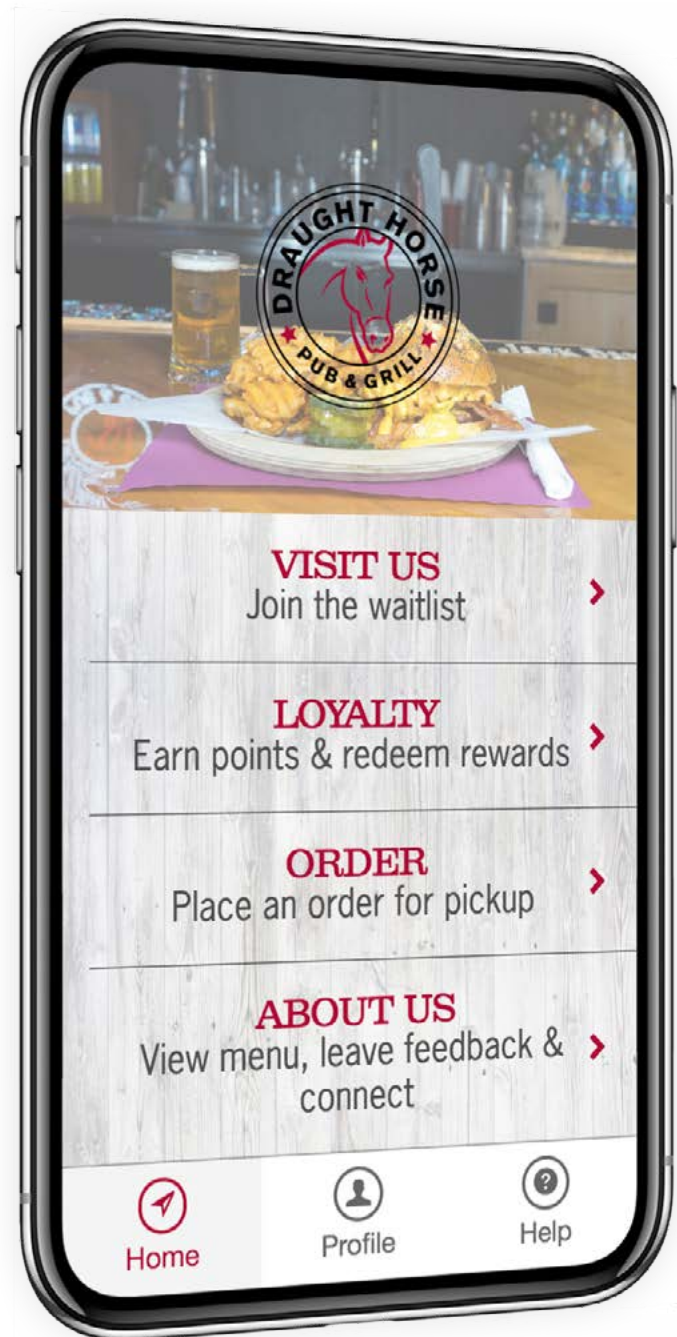 DRAUGHT HORSE
PUB & GRILL
VISIT US
Join the waitlist
LOYALTY
Earn points & redeem rewards
ORDER
Place an order for pickup
ABOUT US
View menu, leave feedback &
connect
Home
Profile
Help